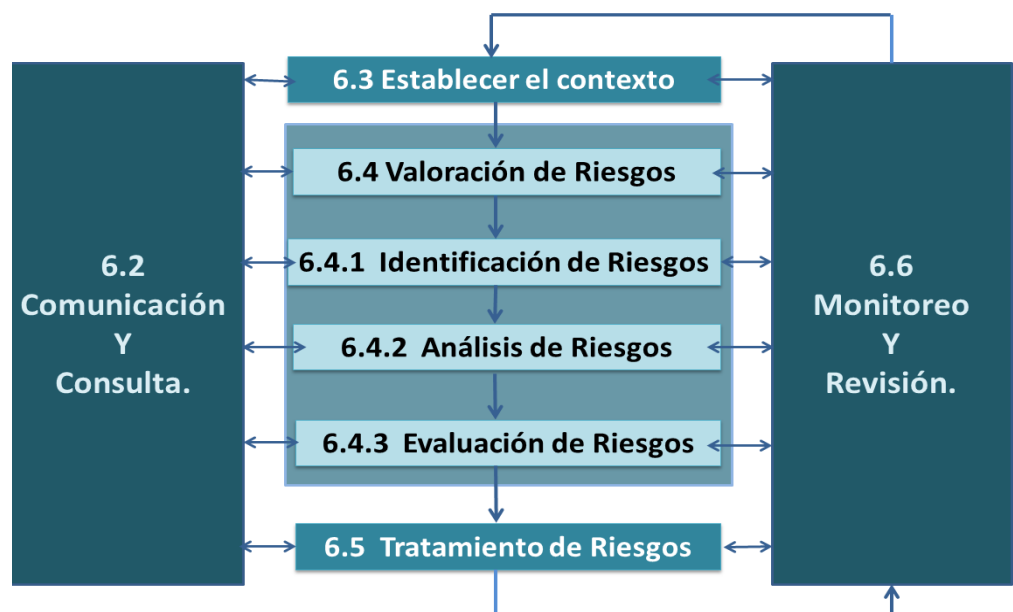 6.3 Establecer el contexto
6.2
Comunicación
Y
Consulta.
6.4 Valoración de Riesgos
6.4.1 Identificación de Riesgos
6.4.2 Análisis de Riesgos
6.4.3 Evaluación de Riesgos
6.5 Tratamiento de Riesgos
6.6
Monitoreo
Y
Revisión.